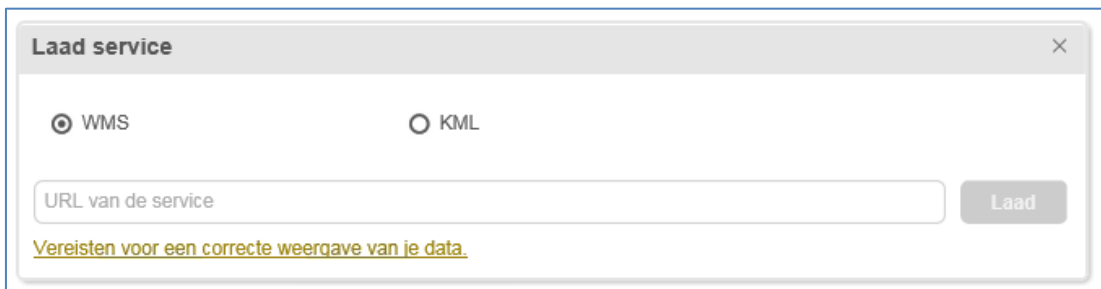 Laad service
WMS KML
URL van de service Laad
Vereisten voor een correcte weergave van je data.